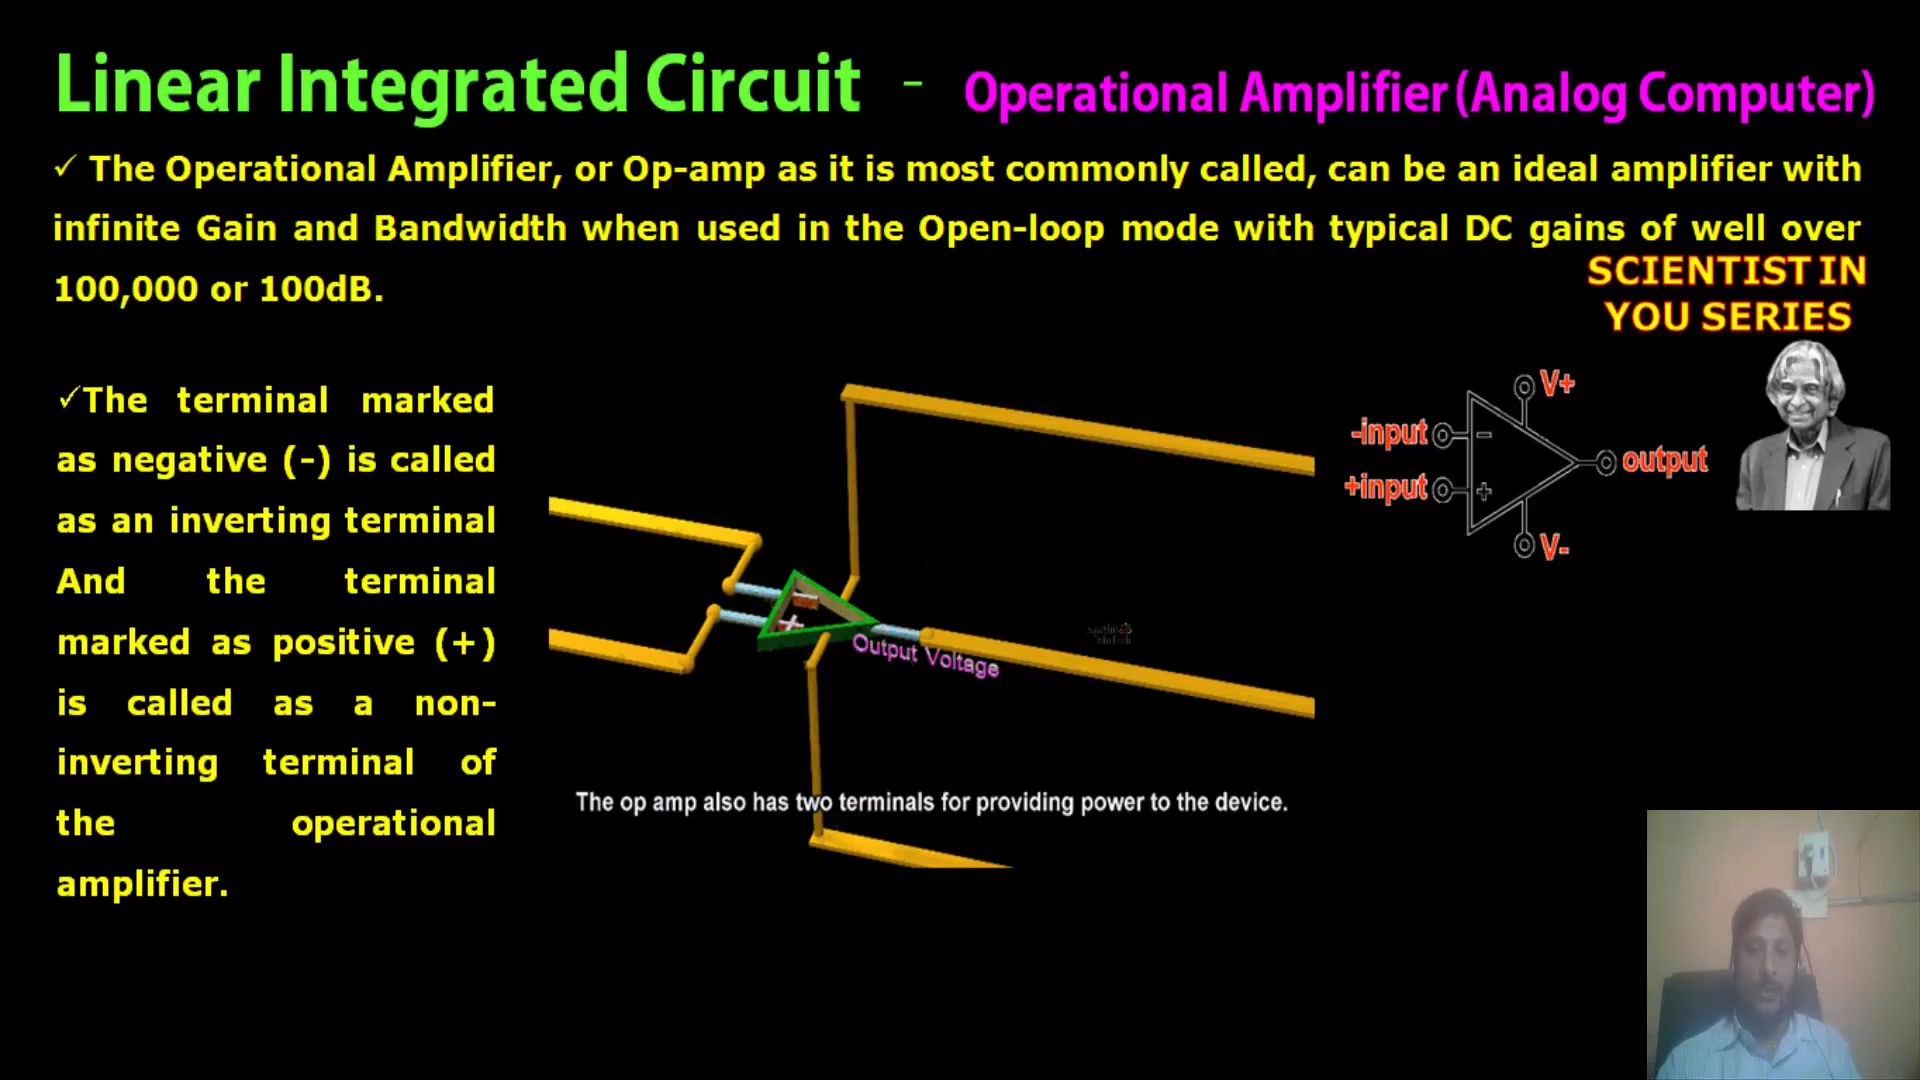 Linear Integrated Circuit - Operational Amplifier (Analog Computer)
✓ The Operational Amplifier, or Op-amp as it is most commonly called, can be an ideal amplifier with
infinite Gain and Bandwidth when used in the Open-loop mode with typical DC gains of well over
100,000 or 100dB.
SCIENTIST IN
YOU SERIES
✓The terminal marked
as negative (-) is called
as an inverting terminal
And the terminal
marked as positive (+)
is called as a non-
inverting terminal of
the operational
amplifier.
V+
-input
-
+input
+
output
V-
+
Output Voltage
The op amp also has two terminals for providing power to the device.